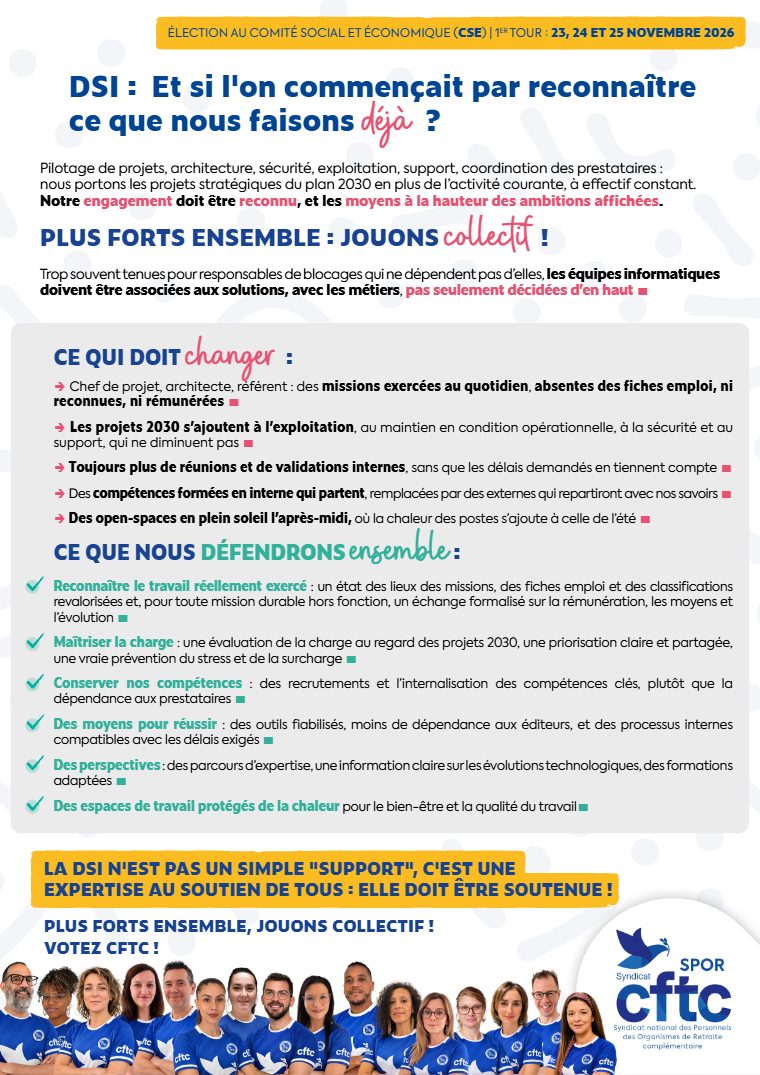 ÉLECTION AU COMITÉ SOCIAL ET ÉCONOMIQUE (CSE) | 1ER TOUR : 23, 24 ET 25 NOVEMBRE 2026
DSI : Et si l'on commençait par reconnaître
ce que nous faisons déjà ?
Pilotage de projets, architecture, sécurité, exploitation, support, coordination des prestataires :
nous portons les projets stratégiques du plan 2030 en plus de l'activité courante, à effectif constant.
Notre engagement doit être reconnu, et les moyens à la hauteur des ambitions affichées.
PLUS FORTS ENSEMBLE : JOUONS collectif !
Trop souvent tenues pour responsables de blocages qui ne dépendent pas d'elles, les équipes informatiques
doivent être associées aux solutions, avec les métiers, pas seulement décidées d'en haut
CE QUI DOIT changer :
→ Chef de projet, architecte, référent : des missions exercées au quotidien, absentes des fiches emploi, ni
reconnues, ni rémunérées
→ Les projets 2030 s'ajoutent à l'exploitation, au maintien en condition opérationnelle, à la sécurité et au
support, qui ne diminuent pas
→ Toujours plus de réunions et de validations internes, sans que les délais demandés en tiennent compte
→ Des compétences formées en interne qui partent, remplacées par des externes qui repartiront avec nos savoirs
→ Des open-spaces en plein soleil l'après-midi, où la chaleur des postes s'ajoute à celle de l'été
CE QUE NOUS DÉFENDRONS ensemble :
Reconnaître le travail réellement exercé : un état des lieux des missions, des fiches emploi et des classifications
revalorisées et, pour toute mission durable hors fonction, un échange formalisé sur la rémunération, les moyens et
l'évolution
Maîtriser la charge : une évaluation de la charge au regard des projets 2030, une priorisation claire et partagée,
une vraie prévention du stress et de la surcharge
Conserver nos compétences : des recrutements et l'internalisation des compétences clés, plutôt que la
dépendance aux prestataires
Des moyens pour réussir : des outils fiabilisés, moins de dépendance aux éditeurs, et des processus internes
compatibles avec les délais exigés
Des perspectives : des parcours d'expertise, une information claire sur les évolutions technologiques, des formations
adaptées
Des espaces de travail protégés de la chaleur pour le bien-être et la qualité du travail
LA DSI N'EST PAS UN SIMPLE "SUPPORT", C'EST UNE
EXPERTISE AU SOUTIEN DE TOUS : ELLE DOIT ÊTRE SOUTENUE !
PLUS FORTS ENSEMBLE, JOUONS COLLECTIF !
VOTEZ CFTC !
SPOR
Syndicat
cftc
Syndicat national des Personnels
des Organismes de Retraite
complémentaire
cftc
cftc
cftc